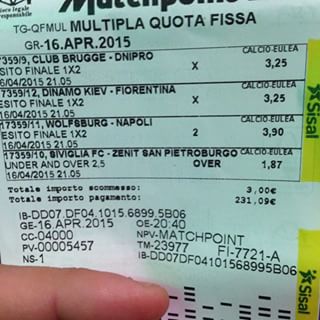 Matchpoint
gioco legale
responsabile
TG-QFMUL MULTIPLA QUOTA FISSA
GR-16.APR.2015
17359/9, CLUB BRUGGE - DNIPRO CALCIO-EULEA
ESITO FINALE 1X2 X 3,25
16/04/2015 21.05
17359/12, DINAMO KIEV - FIORENTINA CALCIO-EULEA
ESITO FINALE 1X2 X 3,25
16/04/2015 21.05
17359/11, WOLFSBURG - NAPOLI CALCIO-EULEA
ESITO FINALE 1X2 2 3,90
16/04/2015 21.05
17359/10, SIVIGLIA FC - ZENIT SAN PIETROBURGO CALCIO-EULEA
UNDER AND OVER 2,5 OVER 1,87
16/04/2015 21.05
Totale importo scommesso: 3,00€
Totale importo pagamento: 231,09€
IB-DD07.DF04.1015.6899.5B06
GE-16.APR.2015 OE-20:40
CC-04000 NPV-MATCHPOINT
PV-00005457 TM-23977 FI-7721-A
NS-1 IB-DD07DF04101568995B06
Sisal
Sisal